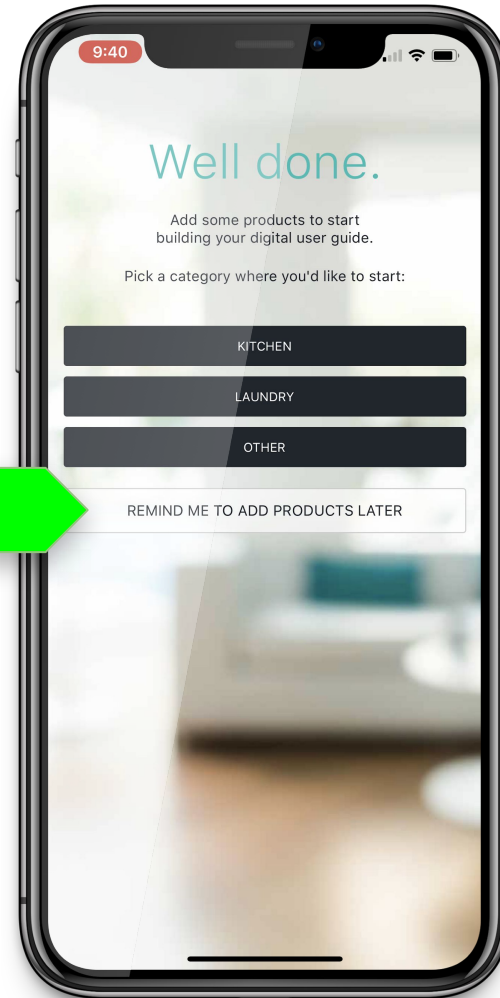 9:40
Well done.
Add some products to start
building your digital user guide.
Pick a category where you'd like to start:
KITCHEN
LAUNDRY
OTHER
REMIND ME TO ADD PRODUCTS LATER